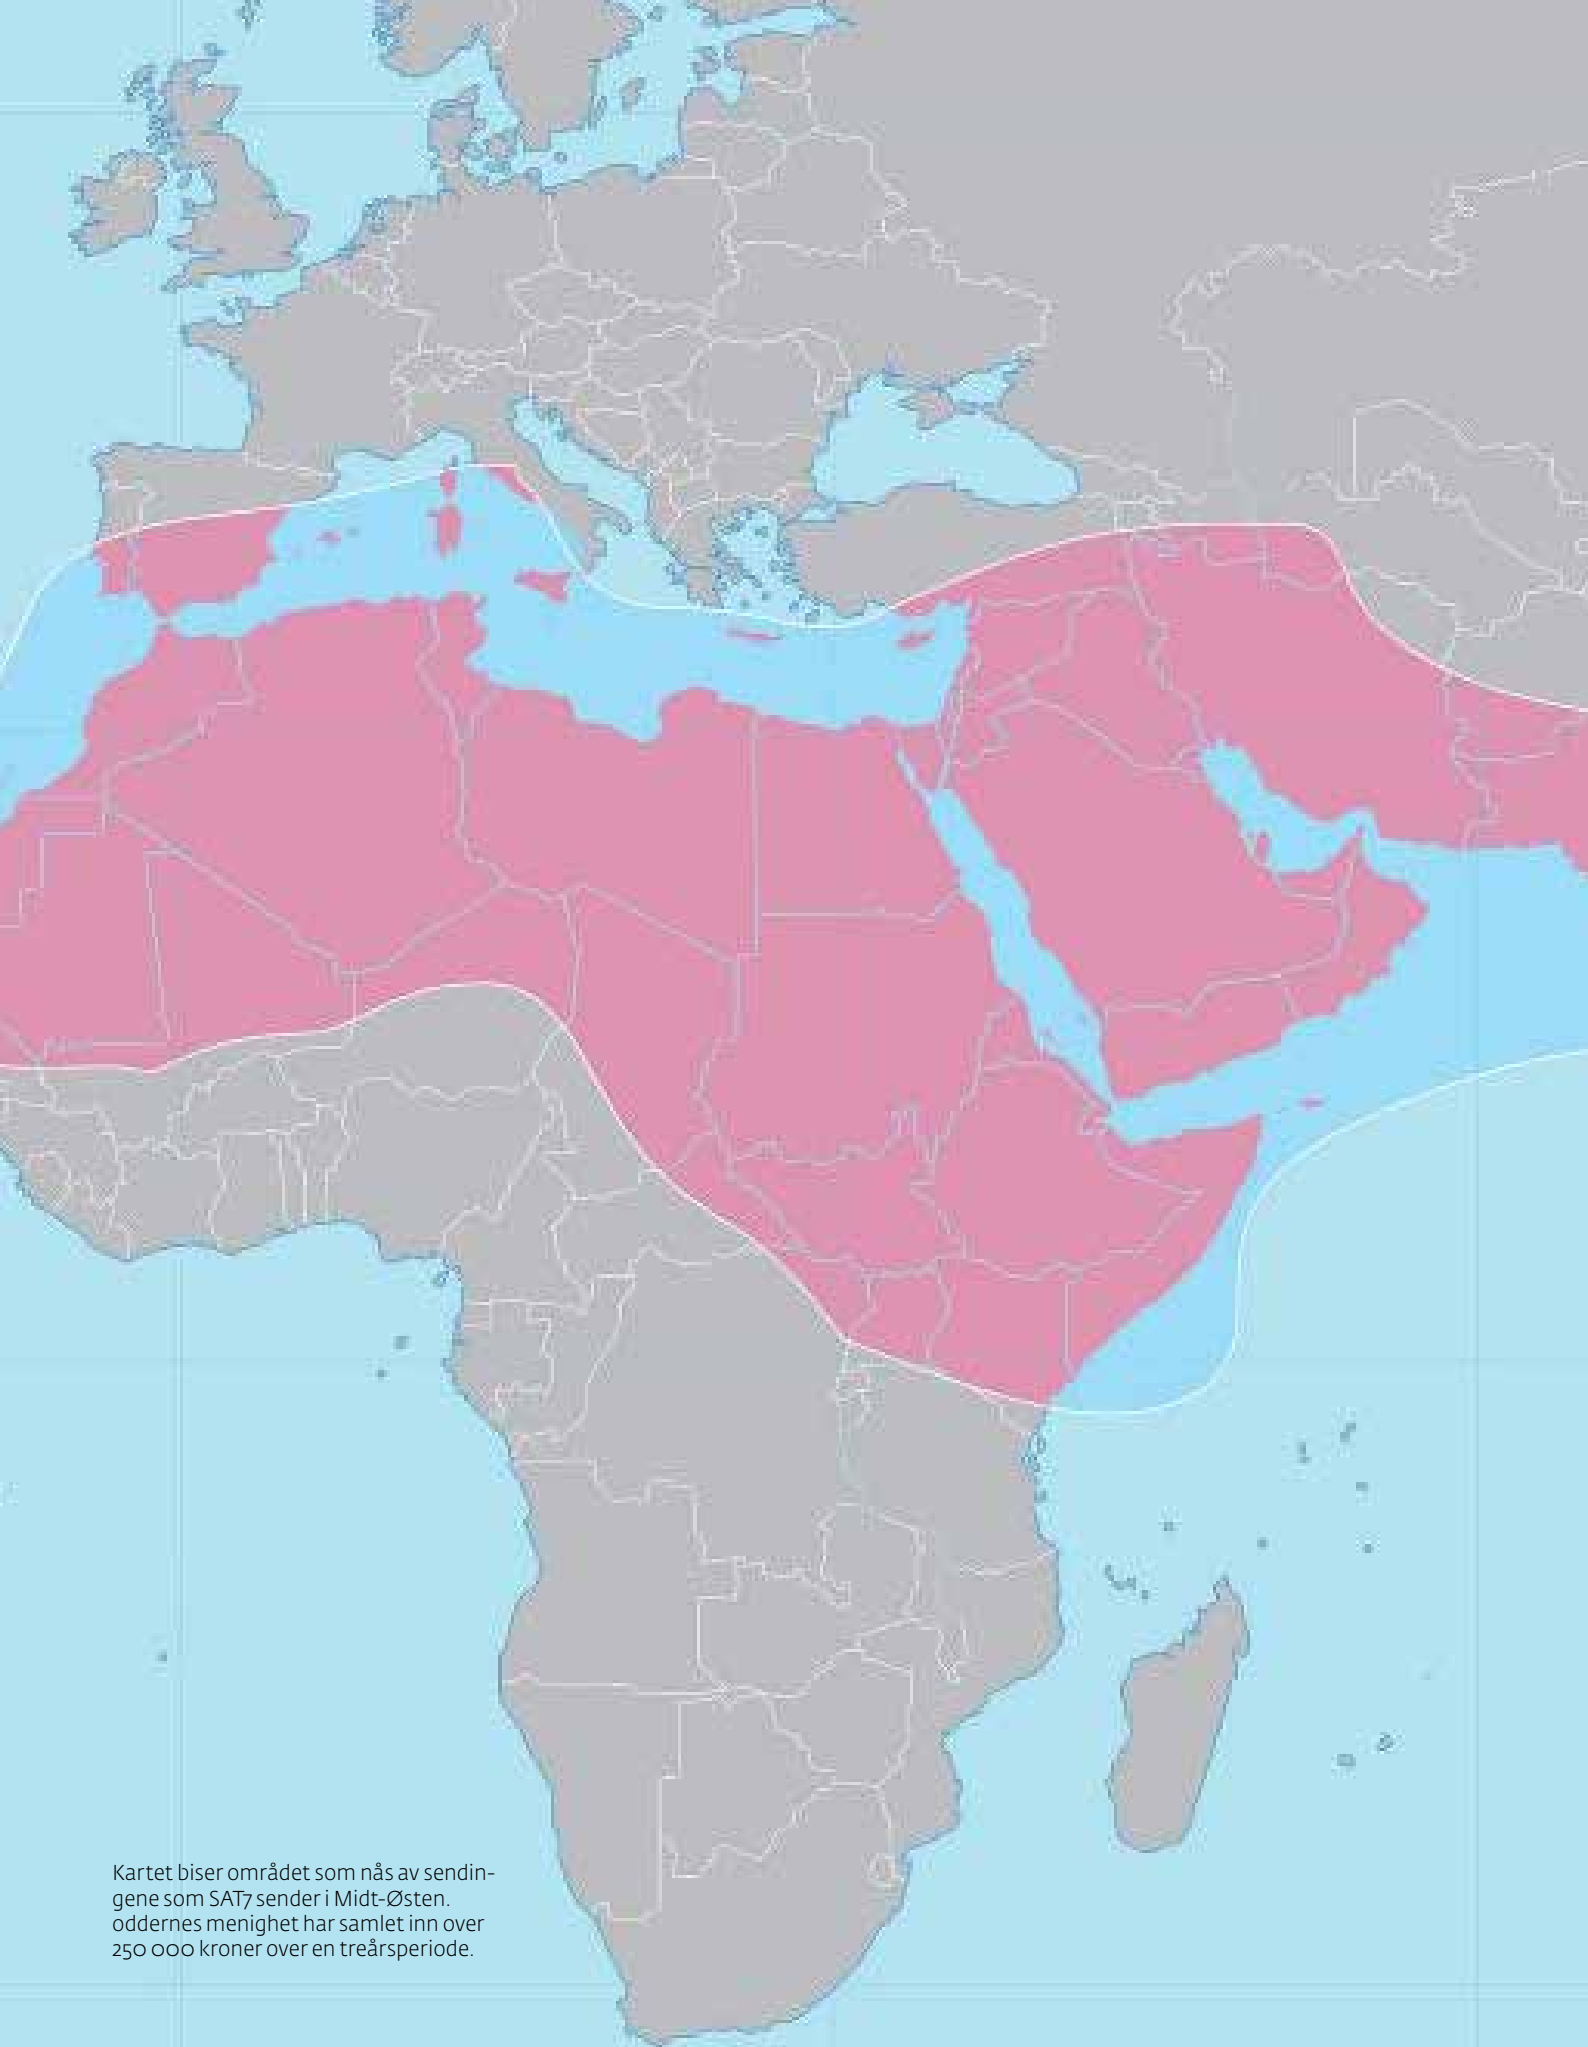 Kartet biser området som nås av sendin-
gene som SAT7 sender i Midt-Østen.
oddernes menighet har samlet inn over
250 000 kroner over en treårsperiode.